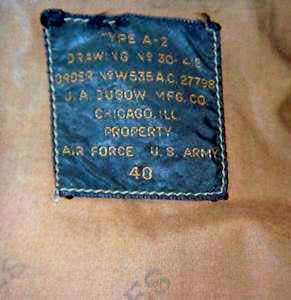 TYPE A-2
DRAWING Nº 30-415
ORDER Nº W535 A.C. 27798
J. A. DUBOW MFG. CO.
CHICAGO, ILL.
PROPERTY
AIR FORCE U.S. ARMY
48